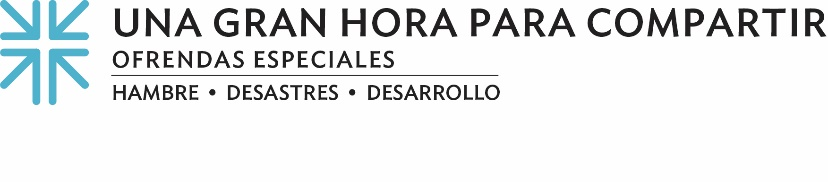 UNA GRAN HORA PARA COMPARTIR
OFRENDAS ESPECIALES
HAMBRE • DESASTRES • DESARROLLO